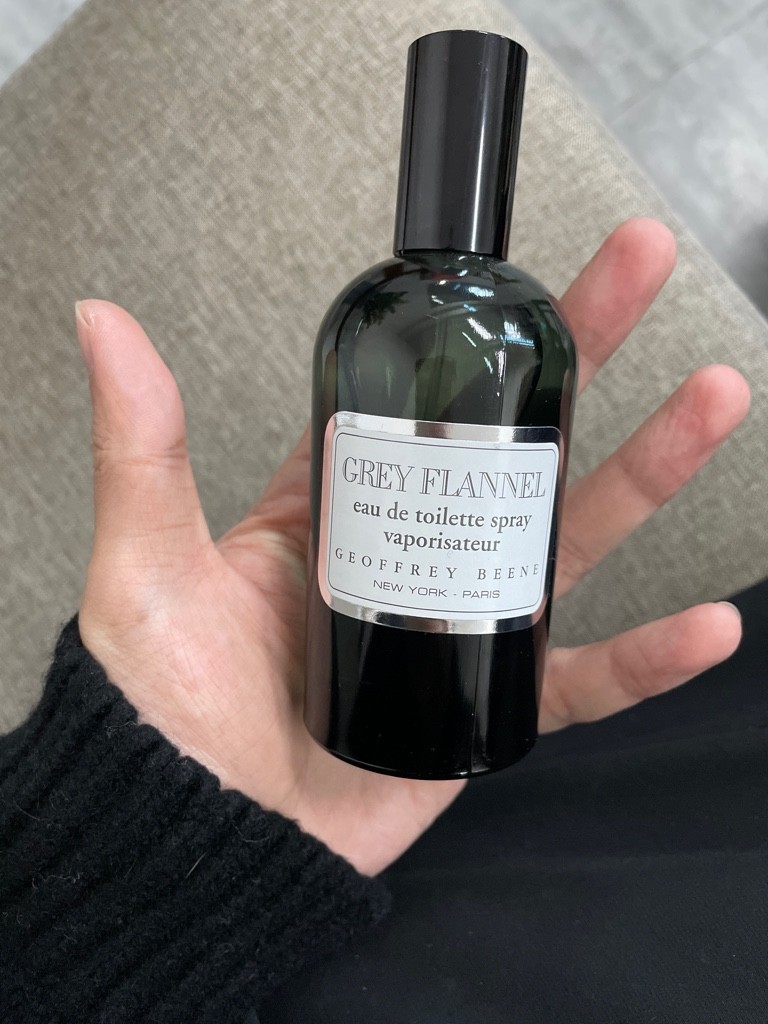 GREY FLANNEL
eau de toilette spray
vaporisateur
GEOFFREY BEENE
NEW YORK - PARIS